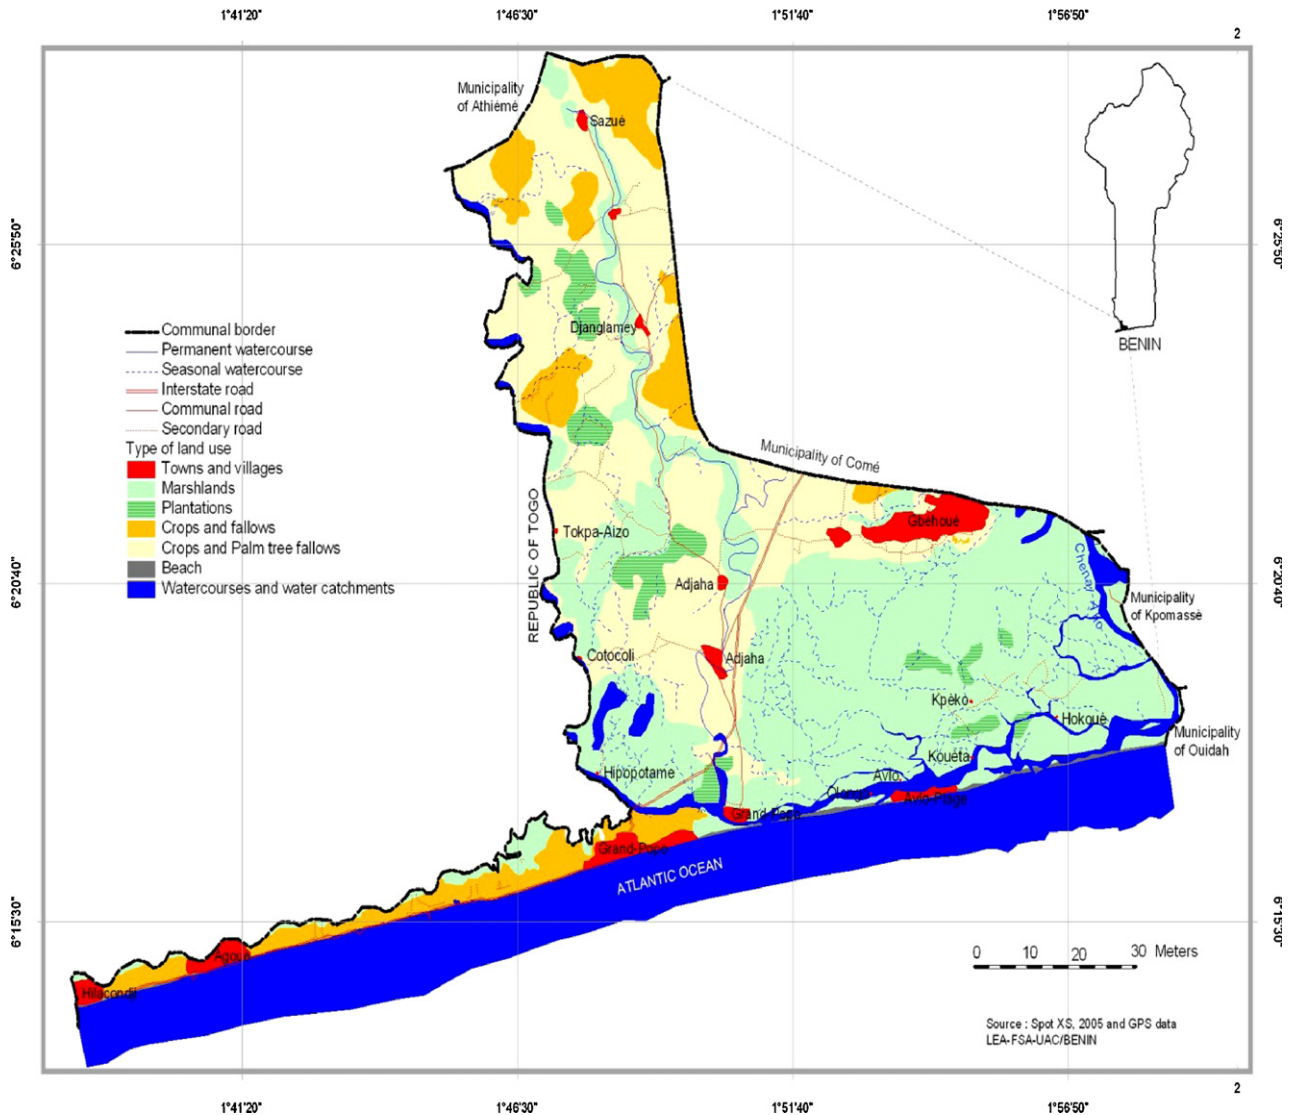 1°41'20"
1°46'30"
1°51'40"
1°56'50"
2
Municipality
of Athiémé
Sazué
6°25'50"
6°25'50"
Djanglamey
BENIN
Communal border
Permanent watercourse
Seasonal watercourse
Interstate road
Communal road
Secondary road
Type of land use
Towns and villages
Marshlands
Plantations
Crops and fallows
Crops and Palm tree fallows
Beach
Watercourses and water catchments
Municipality of Comé
REPUBLIC OF TOGO
Tokpa-Aizo
Gbéhoué
6°20'40"
6°20'40"
Adjaha
Municipality
of Kpomassè
Cotocoli
Adjaha
Kpèko
Hokouè
Municipality
of Ouidah
Kouèta
Hipopotame
Avlo
Avlo-Plage
Grand-Popo
Grand-Popo
ATLANTIC OCEAN
6°15'30"
6°15'30"
Agoué
Hilacondji
0 10 20 30 Meters
Source : Spot XS, 2005 and GPS data
LEA-FSA-UAC/BENIN
1°41'20"
1°46'30"
1°51'40"
1°56'50"
2